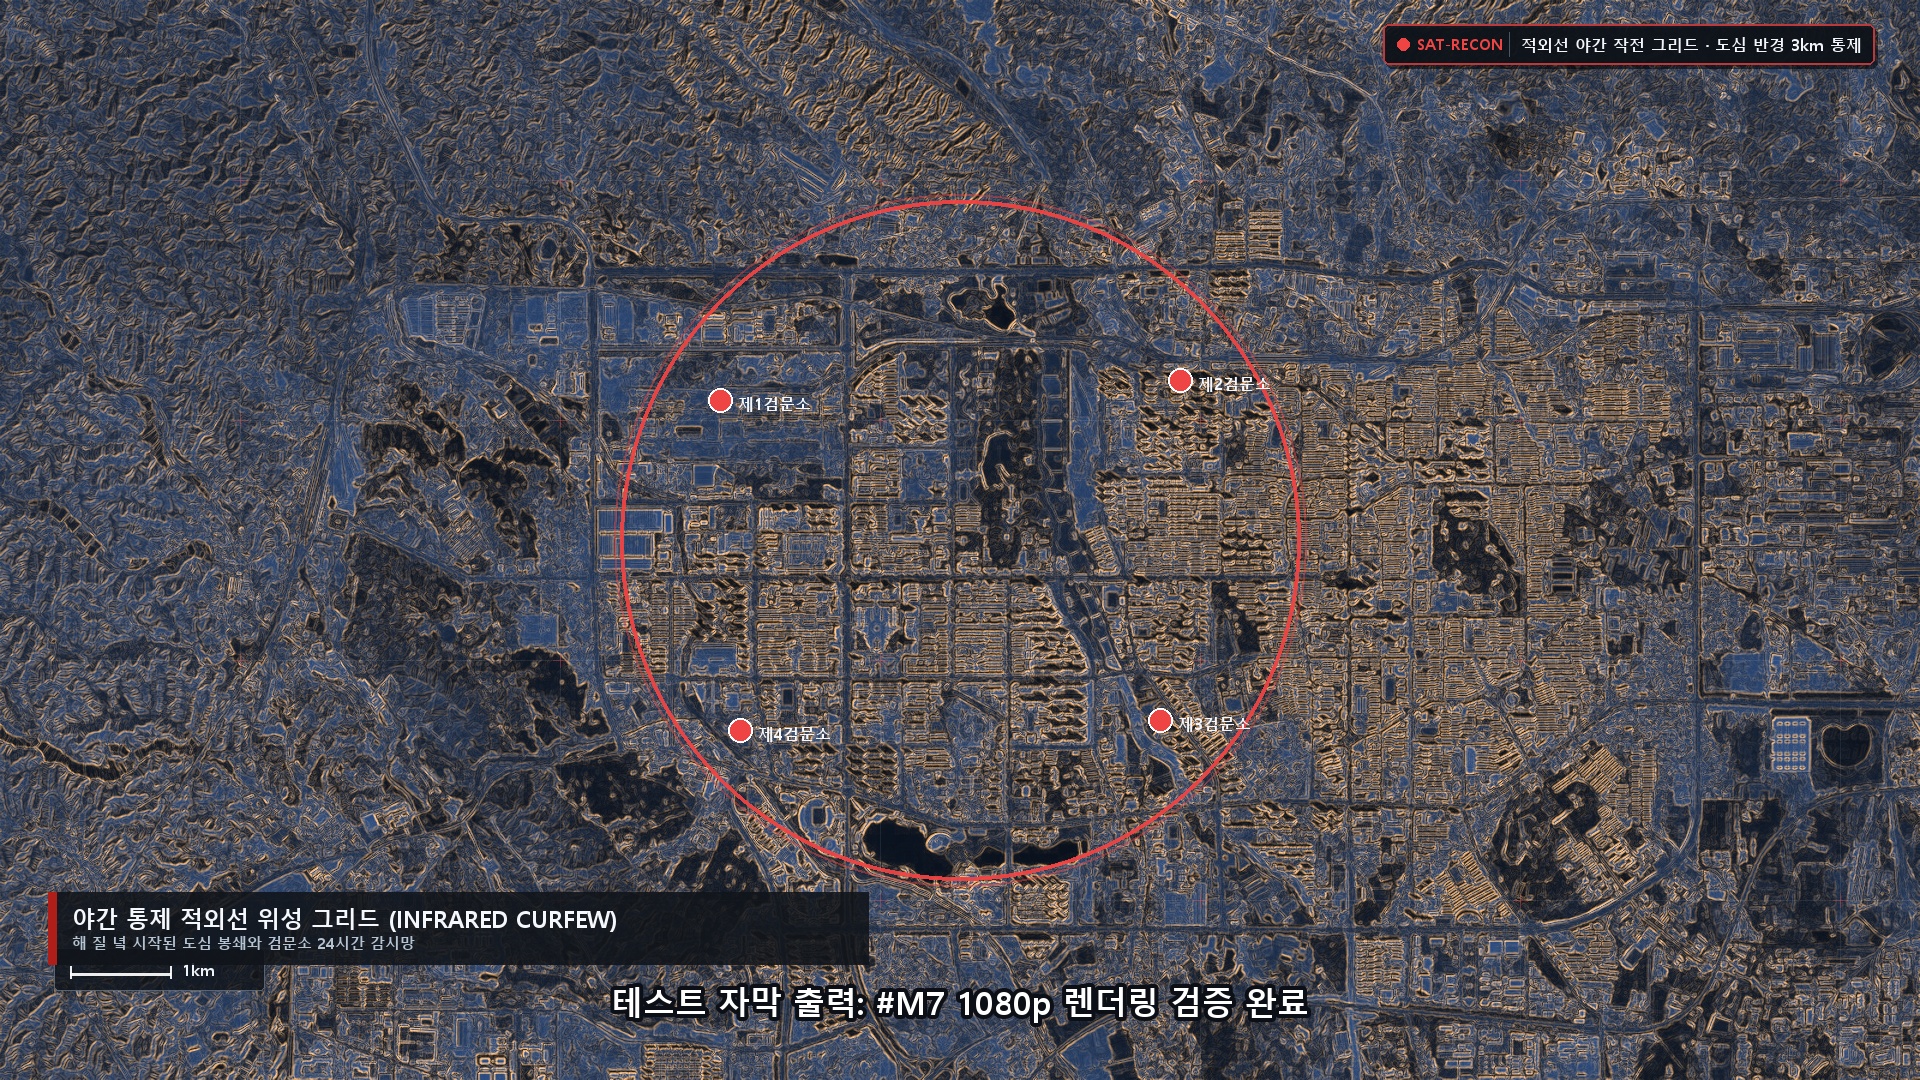 SAT-RECON 적외선 야간 작전 그리드 · 도심 반경 3km 통제
제2검문소
제1검문소
제3검문소
제4검문소
야간 통제 적외선 위성 그리드 (INFRARED CURFEW)
해 질 녘 시작된 도심 봉쇄와 검문소 24시간 감시망
1km
테스트 자막 출력: #M7 1080p 렌더링 검증 완료